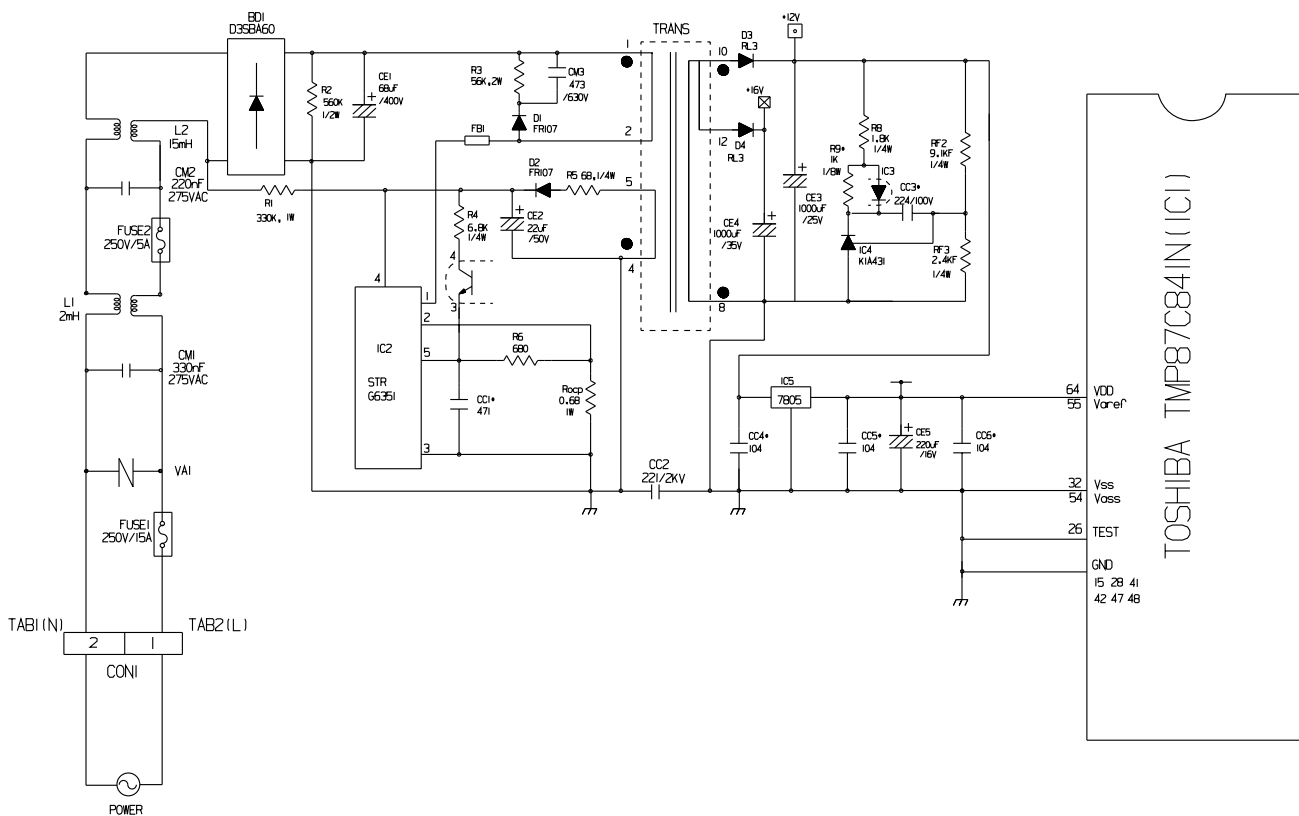 BD1
D3SBA60
R2
560K
1/2W
CE1
68uF
/400V
+
R3
56K,2W
CM3
473
/630V
D1
FR107
FB1
TRANS
1
2
5
4
10
12
8
D3
RL3
+12V
+16V
D4
RL3
R8
1.8K
1/4W
R9*
1K
1/8W
IC3
CC3*
224/100V
RF2
9.1KF
1/4W
RF3
2.4KF
1/4W
IC4
KIA431
+
CE3
1000uF
/25V
CE4
1000uF
/35V
+
L2
15mH
CM2
220nF
275VAC
FUSE2
250V/5A
L1
2mH
CM1
330nF
275VAC
VA1
FUSE1
250V/15A
TAB1(N)
TAB2(L)
2
1
CON1
POWER
R1
330K, 1W
D2
FR107
R5 68,1/4W
R4
6.8K
1/4W
+
CE2
22uF
/50V
4
3
4
1
2
5
3
IC2
STR
G6351
R6
680
CC1*
471
Rocp
0.68
1W
CC2
221/2KV
IC5
7805
CC4*
104
CC5*
104
+
CE5
220uF
/16V
CC6*
104
64 VDD
55 Varef
32 Vss
54 Vass
26 TEST
GND
15 28 41
42 47 48
TOSHIBA TMP87C841N(IC1)